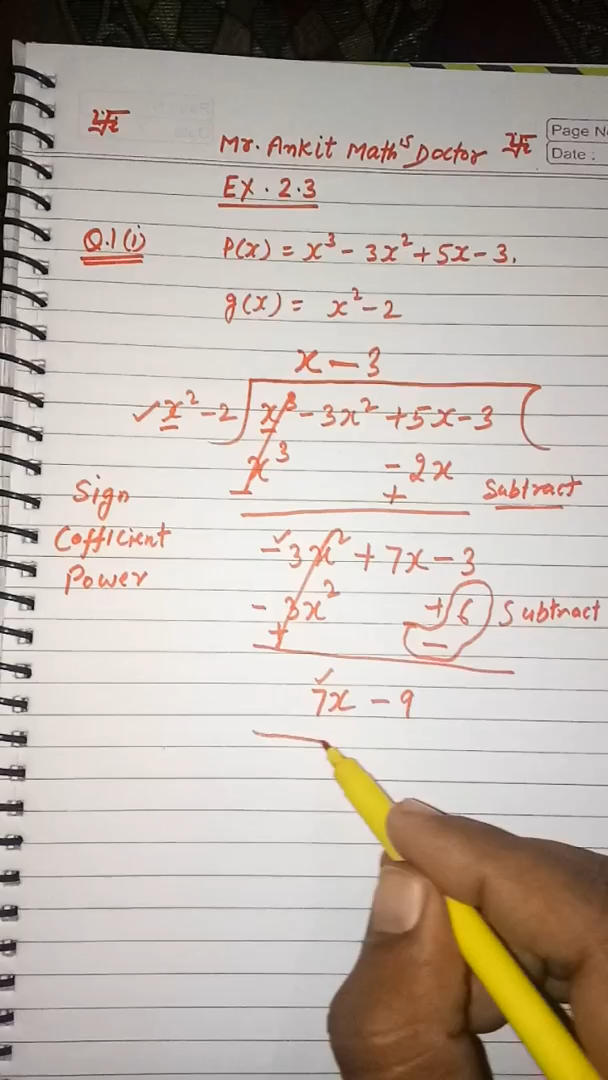 Page No
Date :
Mr. Ankit Math's Doctor
EX. 2.3
Q.1(i) P(x) = x³ - 3x² + 5x - 3.
g(x) = x² - 2
x - 3
✓x² - 2 ) x³ - 3x² + 5x - 3 (
x³ - 2x
- + Subtract
Sign
Cofficient
Power
- 3x² + 7x - 3
- 3x² + 6 Subtract
+ -
7x - 9